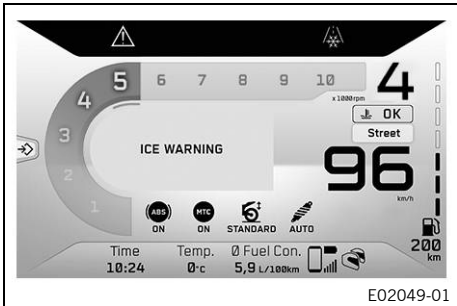 5 6 7 8 9 10 4
4
x 1000rpm
OK
Street
3
ICE WARNING
96
2
km/h
1
(ABS) MTC
ON ON STANDARD AUTO
200
km
Time Temp. Ø Fuel Con.
10:24 0°c 5,9 L/100km
E02049-01